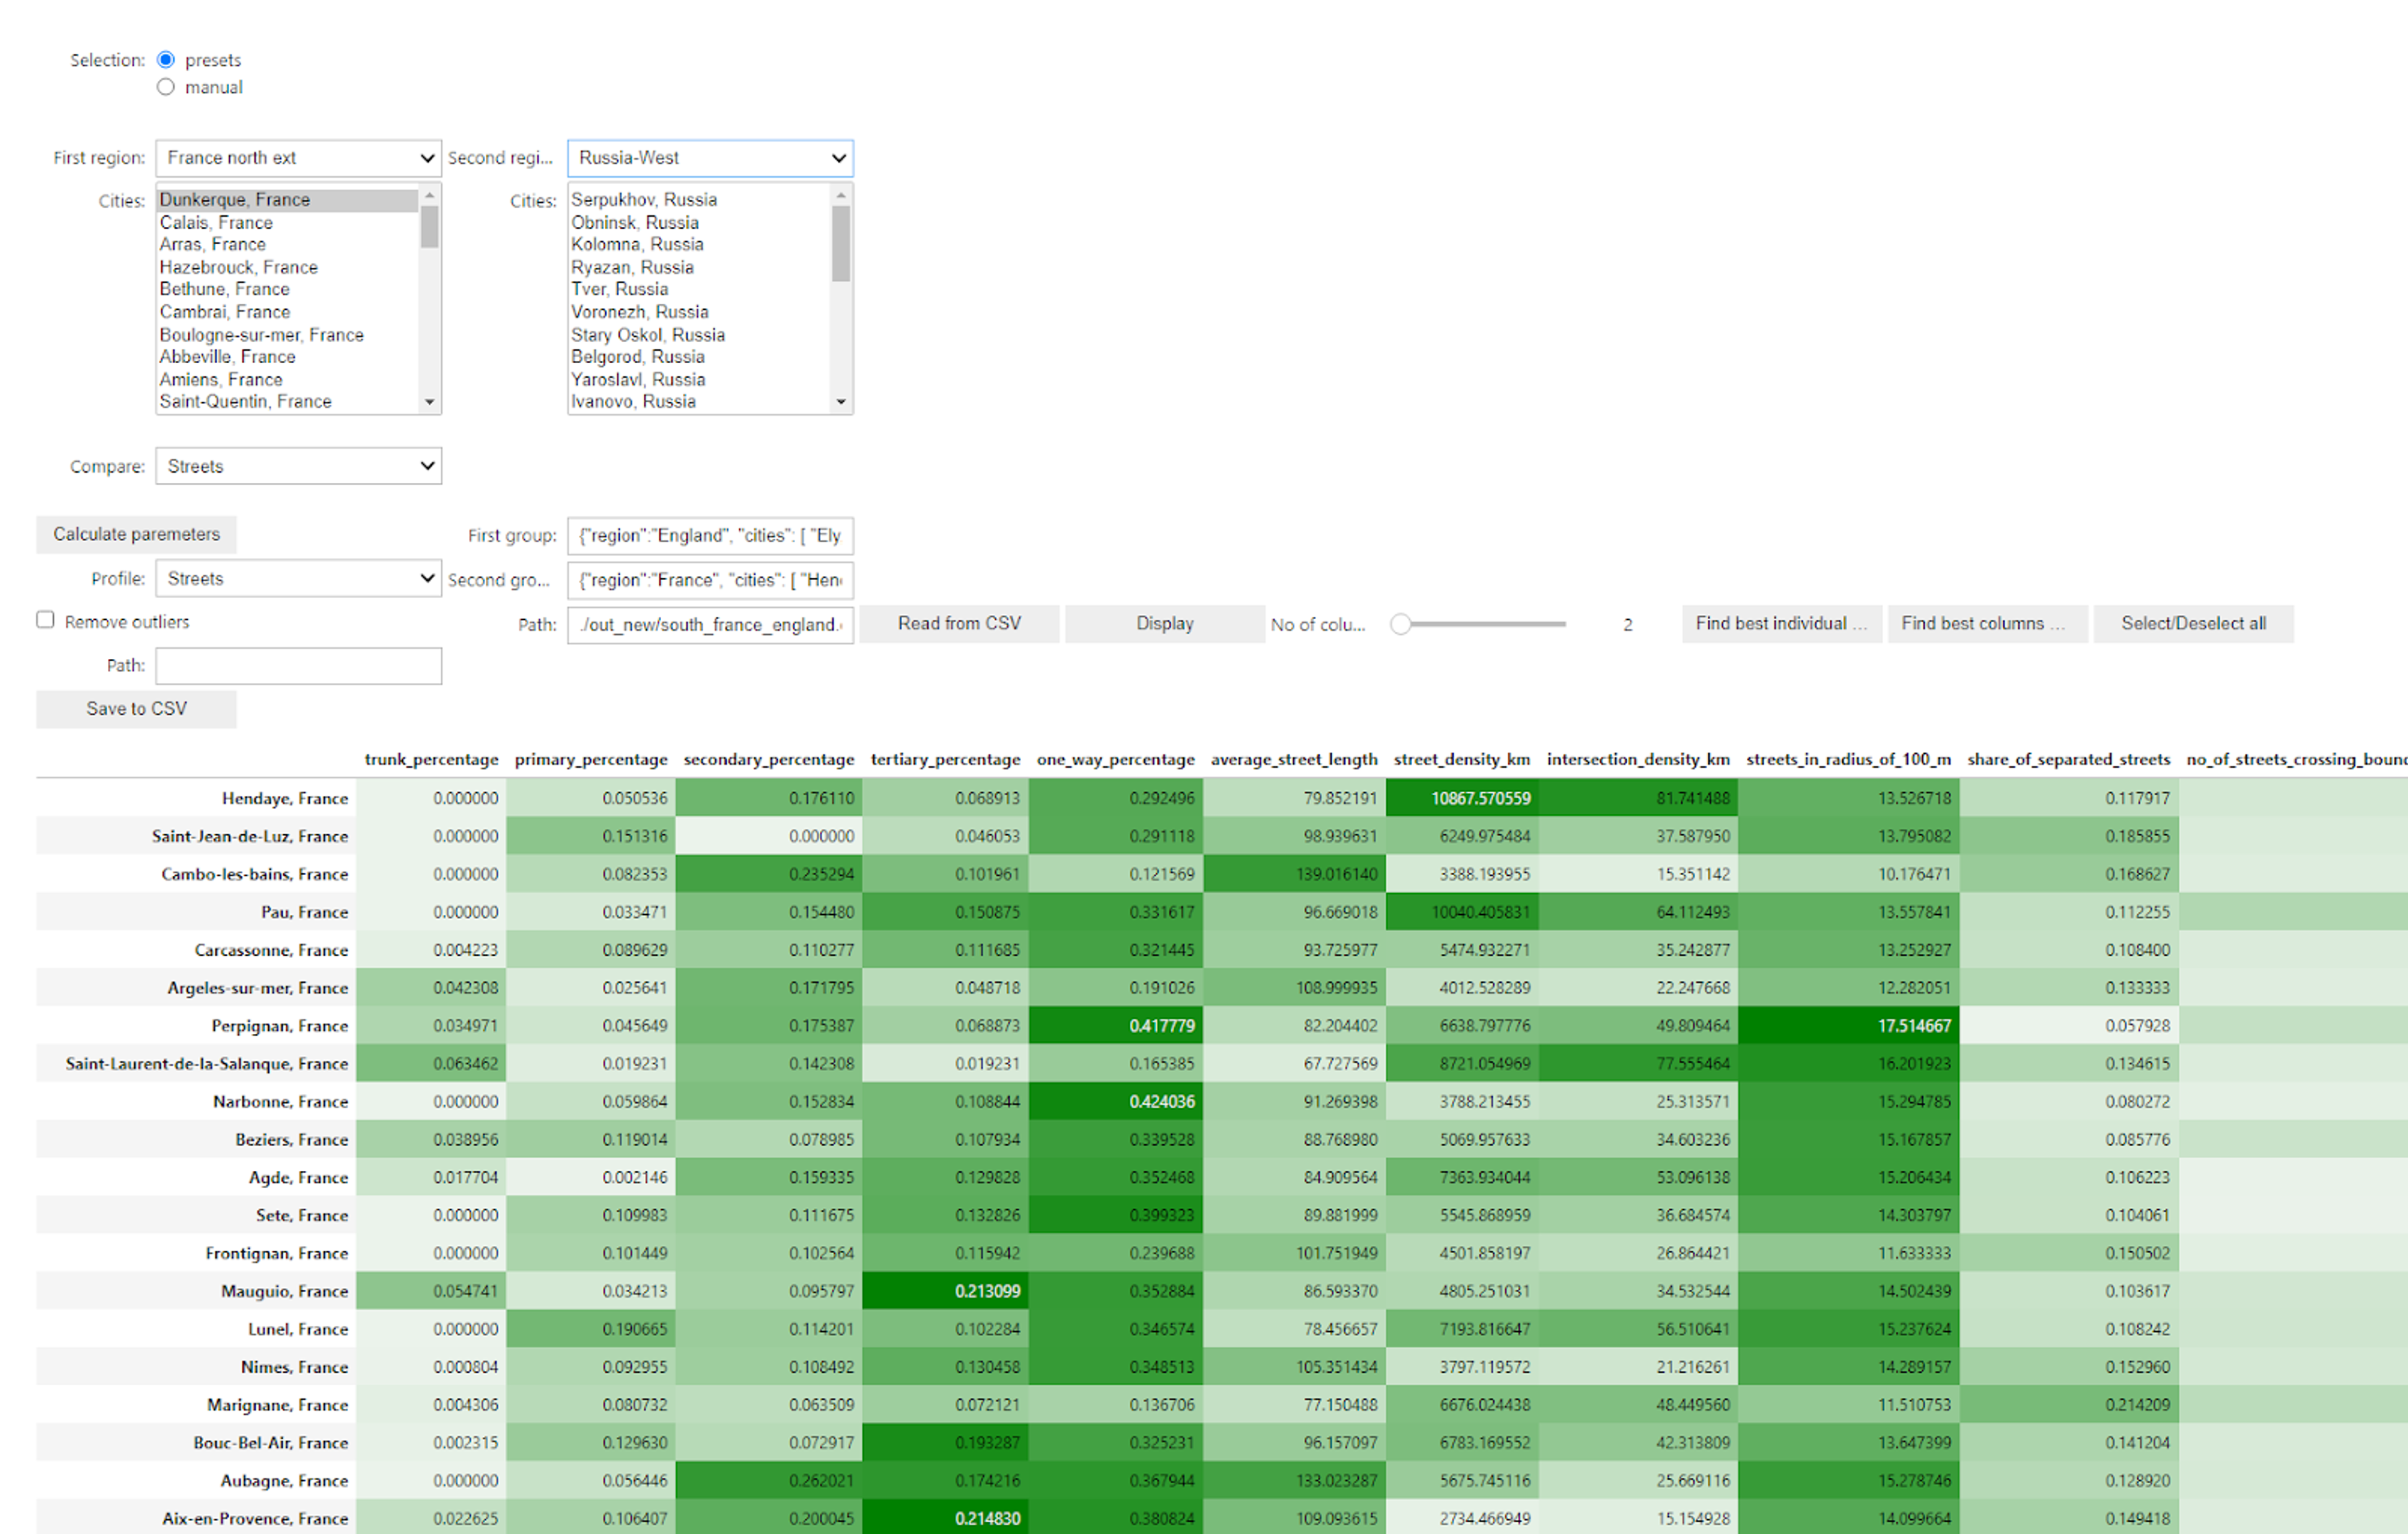 Selection: presets
manual
First region: France north ext Second regi... Russia-West
Cities: Dunkerque, France Cities: Serpukhov, Russia
Calais, France Obninsk, Russia
Arras, France Kolomna, Russia
Hazebrouck, France Ryazan, Russia
Bethune, France Tver, Russia
Cambrai, France Voronezh, Russia
Boulogne-sur-mer, France Stary Oskol, Russia
Abbeville, France Belgorod, Russia
Amiens, France Yaroslavl, Russia
Saint-Quentin, France Ivanovo, Russia
Compare: Streets
Calculate paremeters First group: {"region":"England", "cities": [ "Ely
Profile: Streets Second gro... {"region":"France", "cities": [ "Hen
Remove outliers Path: ./out_new/south_france_england. Read from CSV Display No of colu... 2 Find best individual ... Find best columns ... Select/Deselect all
Path:
Save to CSV
trunk_percentage primary_percentage secondary_percentage tertiary_percentage one_way_percentage average_street_length street_density_km intersection_density_km streets_in_radius_of_100_m share_of_separated_streets no_of_streets_crossing_boun
Hendaye, France 0.000000 0.050536 0.176110 0.068913 0.292496 79.852191 10867.570559 81.741488 13.526718 0.117917
Saint-Jean-de-Luz, France 0.000000 0.151316 0.000000 0.046053 0.291118 98.939631 6249.975484 37.587950 13.795082 0.185855
Cambo-les-bains, France 0.000000 0.082353 0.235294 0.101961 0.121569 139.016140 3388.193955 15.351142 10.176471 0.168627
Pau, France 0.000000 0.033471 0.154480 0.150875 0.331617 96.669018 10040.405831 64.112493 13.557841 0.112255
Carcassonne, France 0.004223 0.089629 0.110277 0.111685 0.321445 93.725977 5474.932271 35.242877 13.252927 0.108400
Argeles-sur-mer, France 0.042308 0.025641 0.171795 0.048718 0.191026 108.999935 4012.528289 22.247668 12.282051 0.133333
Perpignan, France 0.034971 0.045649 0.175387 0.068873 0.417779 82.204402 6638.797776 49.809464 17.514667 0.057928
Saint-Laurent-de-la-Salanque, France 0.063462 0.019231 0.142308 0.019231 0.165385 67.727569 8721.054969 77.555464 16.201923 0.134615
Narbonne, France 0.000000 0.059864 0.152834 0.108844 0.424036 91.269398 3788.213455 25.313571 15.294785 0.080272
Beziers, France 0.038956 0.119014 0.078985 0.107934 0.339528 88.768980 5069.957633 34.603236 15.167857 0.085776
Agde, France 0.017704 0.002146 0.159335 0.129828 0.352468 84.909564 7363.934044 53.096138 15.206434 0.106223
Sete, France 0.000000 0.109983 0.111675 0.132826 0.399323 89.881999 5545.868959 36.684574 14.303797 0.104061
Frontignan, France 0.000000 0.101449 0.102564 0.115942 0.239688 101.751949 4501.858197 26.864421 11.633333 0.150502
Mauguio, France 0.054741 0.034213 0.095797 0.213099 0.352884 86.593370 4805.251031 34.532544 14.502439 0.103617
Lunel, France 0.000000 0.190665 0.114201 0.102284 0.346574 78.456657 7193.816647 56.510641 15.237624 0.108242
Nimes, France 0.000804 0.092955 0.108492 0.130458 0.348513 105.351434 3797.119572 21.216261 14.289157 0.152960
Marignane, France 0.004306 0.080732 0.063509 0.072121 0.136706 77.150488 6676.024438 48.449560 11.510753 0.214209
Bouc-Bel-Air, France 0.002315 0.129630 0.072917 0.193287 0.325231 96.157097 6783.169552 42.313809 13.647399 0.141204
Aubagne, France 0.000000 0.056446 0.262021 0.174216 0.367944 133.023287 5675.745116 25.669116 15.278746 0.128920
Aix-en-Provence, France 0.022625 0.106407 0.200045 0.214830 0.380824 109.093615 2734.466949 15.154928 14.099664 0.149418